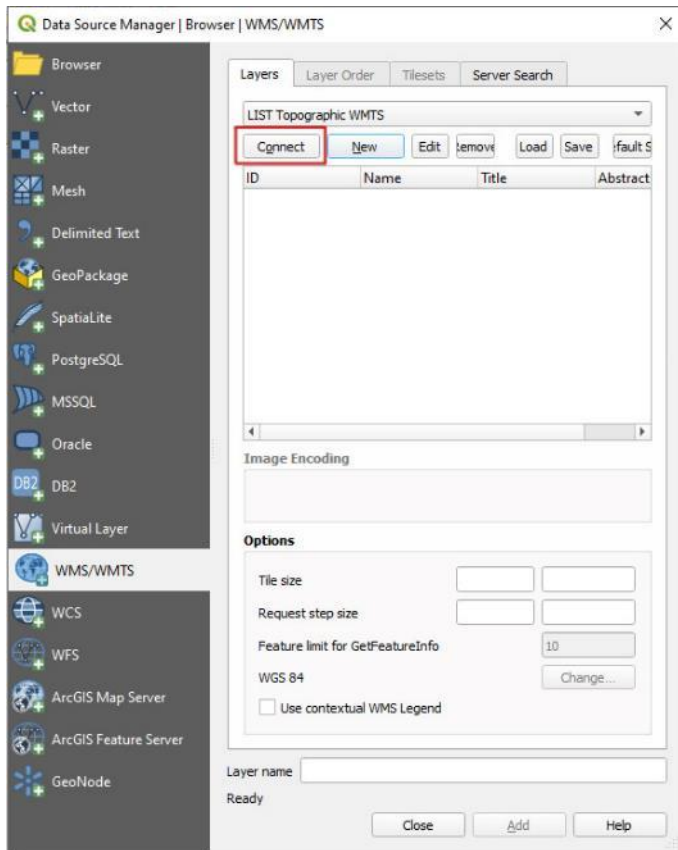 Data Source Manager | Browser | WMS/WMTS
Browser
Vector
Raster
Mesh
Delimited Text
GeoPackage
SpatiaLite
PostgreSQL
MSSQL
Oracle
DB2 DB2
Virtual Layer
WMS/WMTS
WCS
WFS
ArcGIS Map Server
ArcGIS Feature Server
GeoNode
Layers Layer Order Tilesets Server Search
LIST Topographic WMTS
Connect New Edit emove Load Save fault S
ID Name Title Abstract
Image Encoding
Options
Tile size
Request step size
Feature limit for GetFeatureInfo 10
WGS 84 Change...
Use contextual WMS Legend
Layer name
Ready
Close Add Help